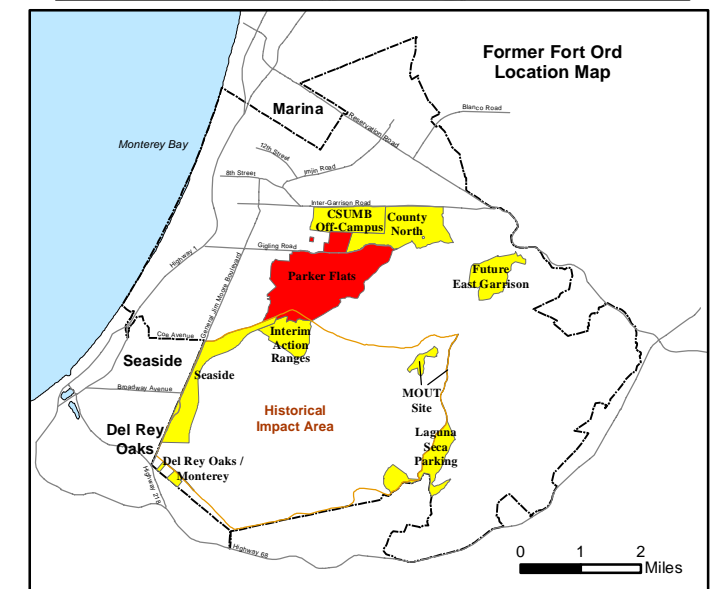 Former Fort Ord
Location Map
Marina
Blanco Road
Reservation Road
Monterey Bay
12th Street
Imjin Road
8th Street
Inter-Garrison Road
CSUMB
Off-Campus
County
North
Gigling Road
Highway 1
General Jim Moore Boulevard
Parker Flats
Future
East Garrison
Coe Avenue
Interim
Action
Ranges
Seaside
Seaside
Broadway Avenue
MOUT
Site
Historical
Impact Area
Del Rey
Oaks
Laguna
Seca
Parking
Del Rey Oaks /
Monterey
Highway 218
Highway 68
0 1 2
Miles